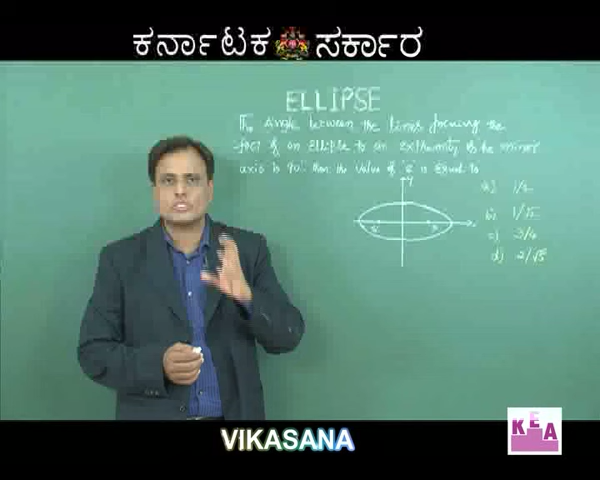 ಕರ್ನಾಟಕ ಸರ್ಕಾರ
ELLIPSE
The angle between the lines joining the
foci of an ellipse to an extremity of the minor
axis is 90° then the value of 'e' is equal to
a) 1/2
b) 1/√2
c) 3/4
d) 2/√5
y
x
VIKASANA
KEA